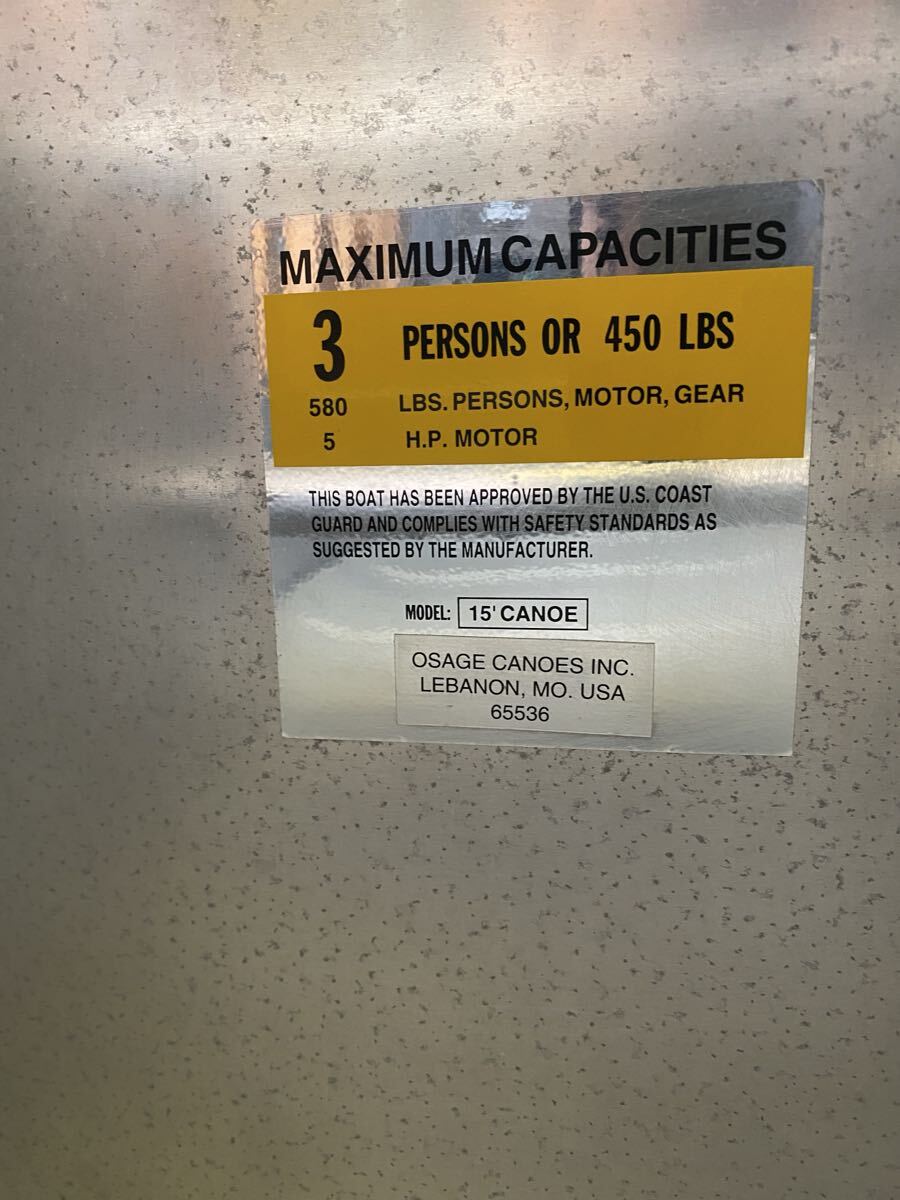 MAXIMUM CAPACITIES
3 PERSONS OR 450 LBS
580 LBS. PERSONS, MOTOR, GEAR
5 H.P. MOTOR
THIS BOAT HAS BEEN APPROVED BY THE U.S. COAST
GUARD AND COMPLIES WITH SAFETY STANDARDS AS
SUGGESTED BY THE MANUFACTURER.
MODEL: 15' CANOE
OSAGE CANOES INC.
LEBANON, MO. USA
65536